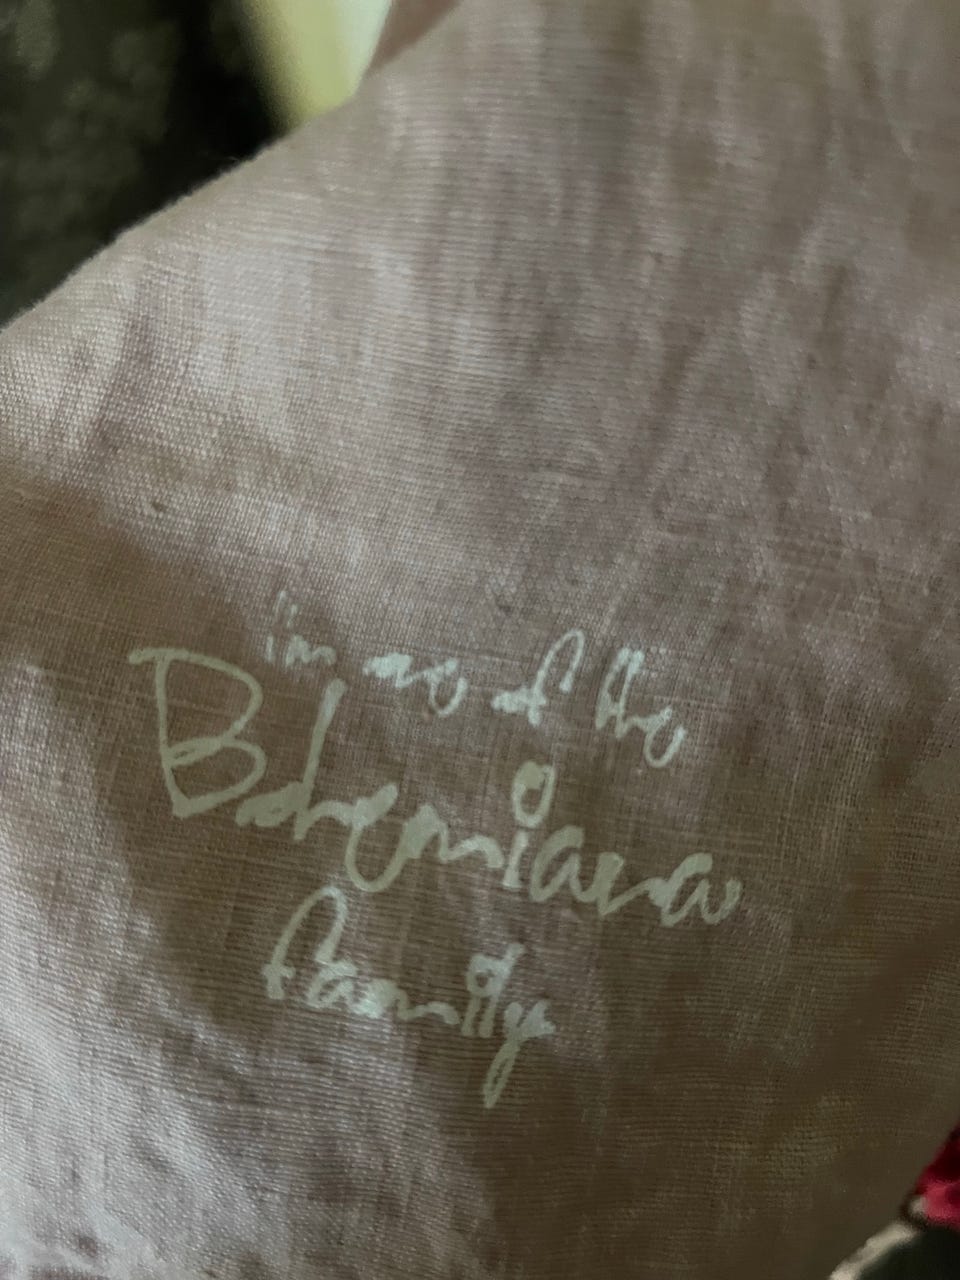 i'm one of the
Bohemiana
family